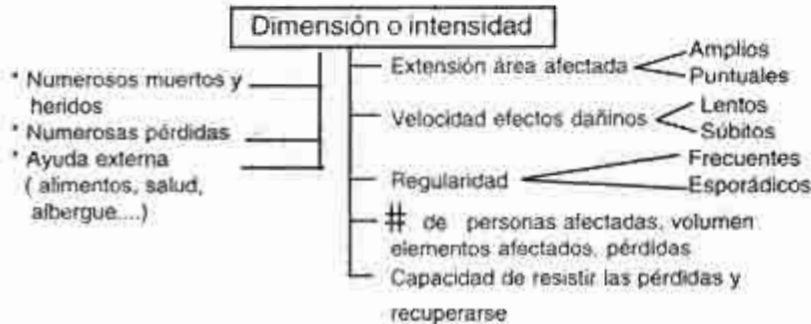 Dimensión o intensidad
* Numerosos muertos y
heridos
* Numerosas pérdidas
* Ayuda externa
( alimentos, salud,
albergue....)
Extensión área afectada
Amplios
Puntuales
Velocidad efectos dañinos
Lentos
Súbitos
Regularidad
Frecuentes
Esporádicos
# de personas afectadas, volumen
elementos afectados, pérdidas
Capacidad de resistir las pérdidas y
recuperarse